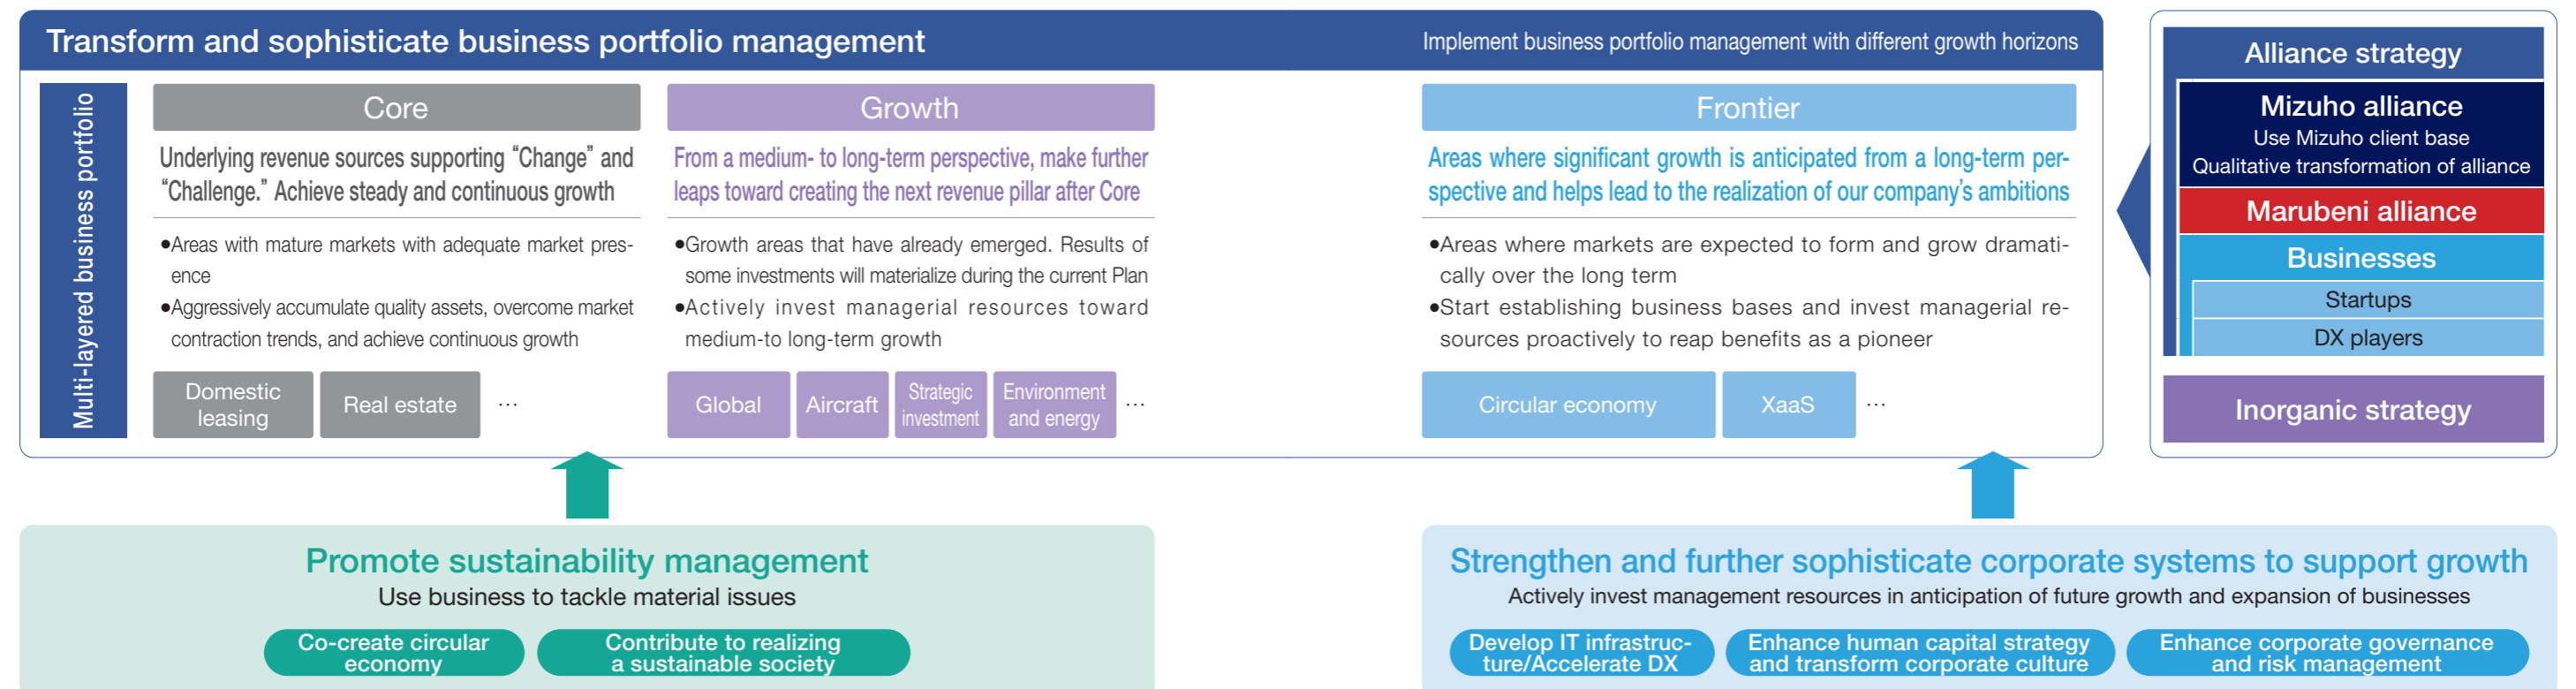 Transform and sophisticate business portfolio management
Implement business portfolio management with different growth horizons
Multi-layered business portfolio
Core
Underlying revenue sources supporting “Change” and
“Challenge.” Achieve steady and continuous growth
●Areas with mature markets with adequate market pres-
ence
●Aggressively accumulate quality assets, overcome market
contraction trends, and achieve continuous growth
Domestic
leasing
Real estate
…
Growth
From a medium- to long-term perspective, make further
leaps toward creating the next revenue pillar after Core
●Growth areas that have already emerged. Results of
some investments will materialize during the current Plan
●Actively invest managerial resources toward
medium-to long-term growth
Global
Aircraft
Strategic
investment
Environment
and energy
…
Frontier
Areas where significant growth is anticipated from a long-term per-
spective and helps lead to the realization of our company’s ambitions
●Areas where markets are expected to form and grow dramati-
cally over the long term
●Start establishing business bases and invest managerial re-
sources proactively to reap benefits as a pioneer
Circular economy
XaaS
…
Alliance strategy
Mizuho alliance
Use Mizuho client base
Qualitative transformation of alliance
Marubeni alliance
Businesses
Startups
DX players
Inorganic strategy
Promote sustainability management
Use business to tackle material issues
Co-create circular
economy
Contribute to realizing
a sustainable society
Strengthen and further sophisticate corporate systems to support growth
Actively invest management resources in anticipation of future growth and expansion of businesses
Develop IT infrastruc-
ture/Accelerate DX
Enhance human capital strategy
and transform corporate culture
Enhance corporate governance
and risk management